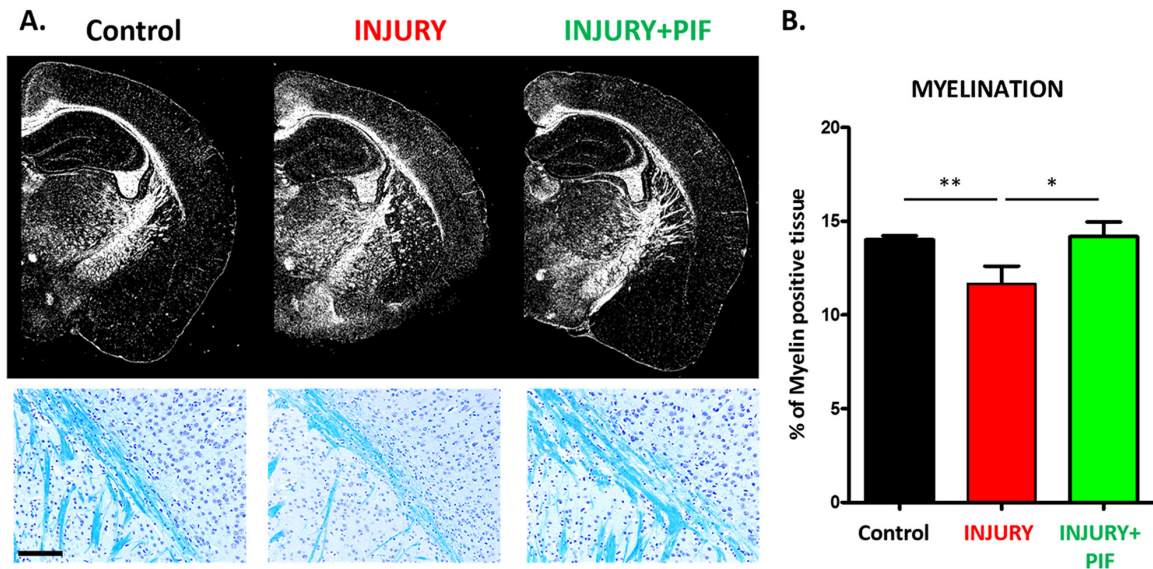 A.
Control
INJURY
INJURY+PIF
B.
MYELINATION
% of Myelin positive tissue
20
15
10
5
0
**
*
Control
INJURY
INJURY+
PIF